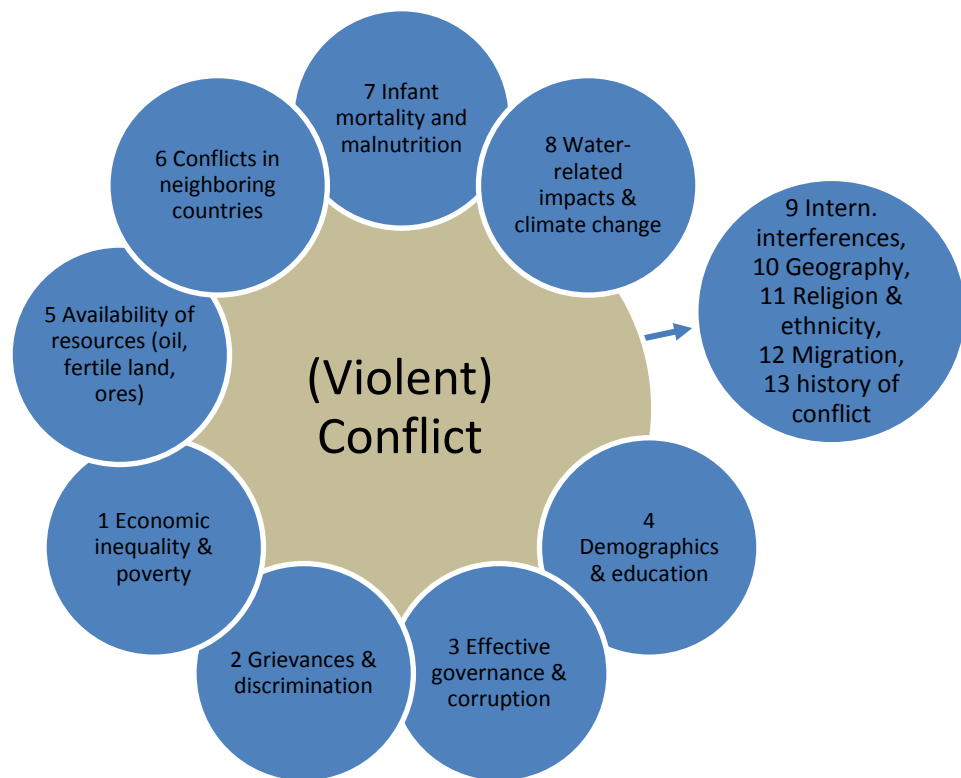 7 Infant
mortality and
malnutrition
8 Water-
related
impacts &
climate change
6 Conflicts in
neighboring
countries
9 Intern.
interferences,
10 Geography,
11 Religion &
ethnicity,
12 Migration,
13 history of
conflict
5 Availability of
resources (oil,
fertile land,
ores)
(Violent)
Conflict
1 Economic
inequality &
poverty
4
Demographics
& education
2 Grievances &
discrimination
3 Effective
governance &
corruption